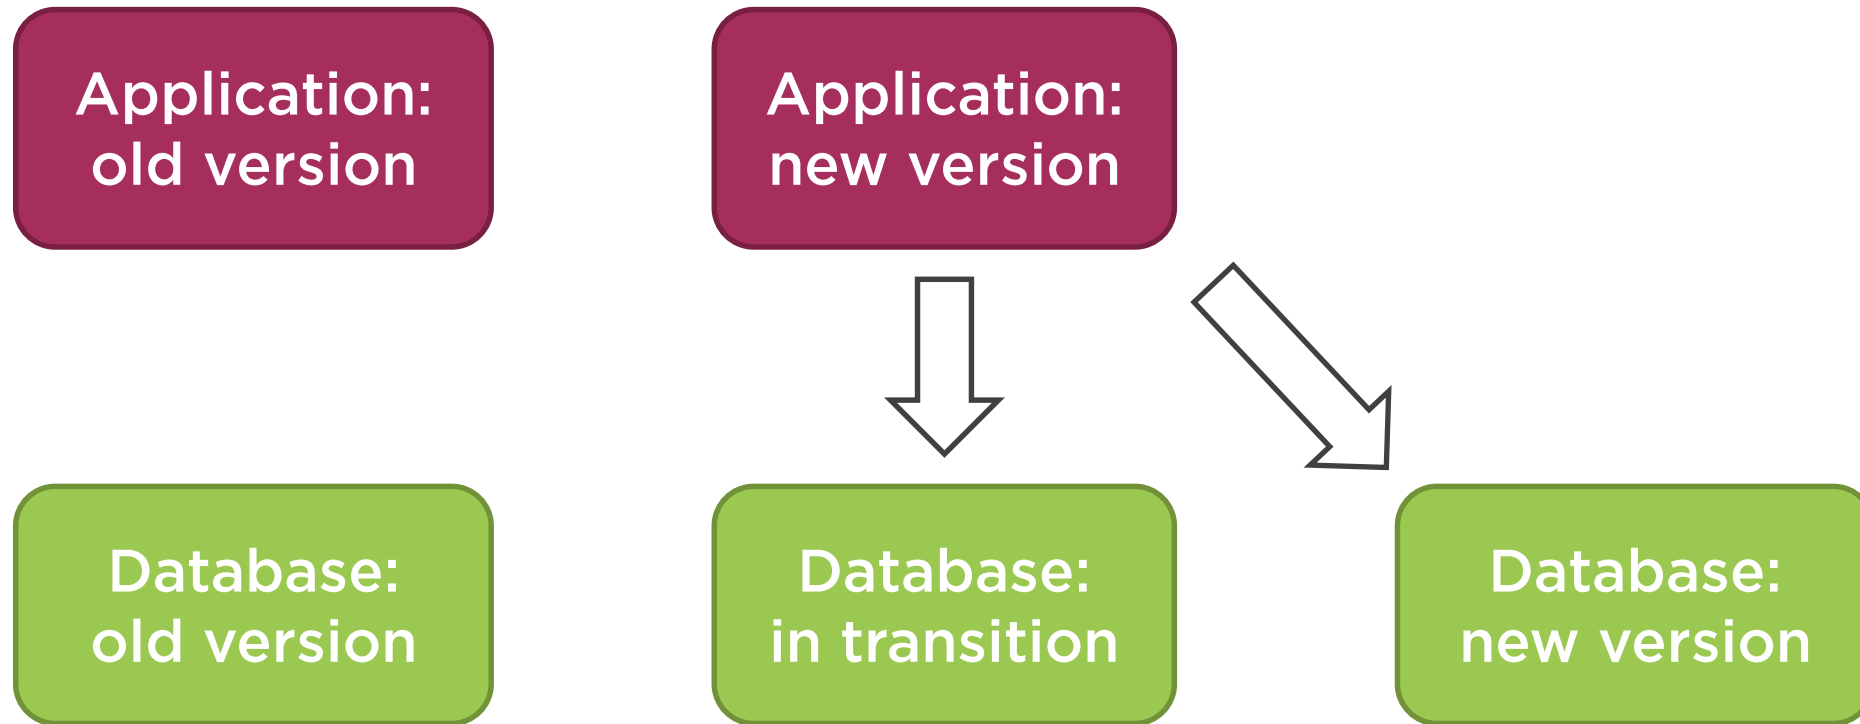 Application:
old version
Application:
new version
Database:
old version
Database:
in transition
Database:
new version